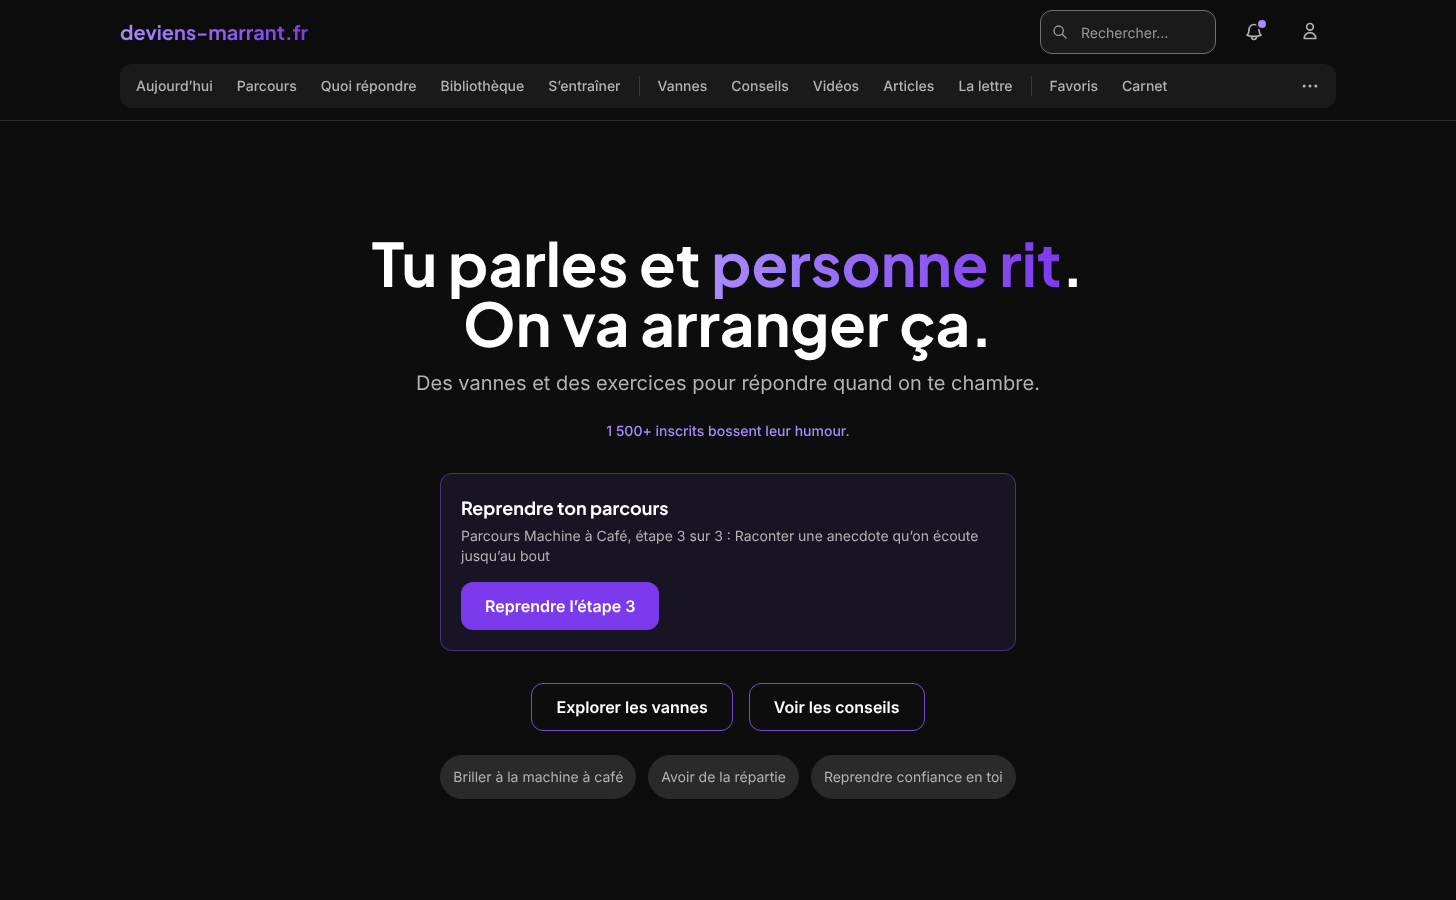 deviens-marrant.fr
Rechercher...
Aujourd’hui Parcours Quoi répondre Bibliothèque S’entraîner Vannes Conseils Vidéos Articles La lettre Favoris Carnet
Tu parles et personne rit.
On va arranger ça.
Des vannes et des exercices pour répondre quand on te chambre.
1 500+ inscrits bossent leur humour.
Reprendre ton parcours
Parcours Machine à Café, étape 3 sur 3 : Raconter une anecdote qu’on écoute
jusqu’au bout
Reprendre l’étape 3
Explorer les vannes Voir les conseils
Briller à la machine à café Avoir de la répartie Reprendre confiance en toi